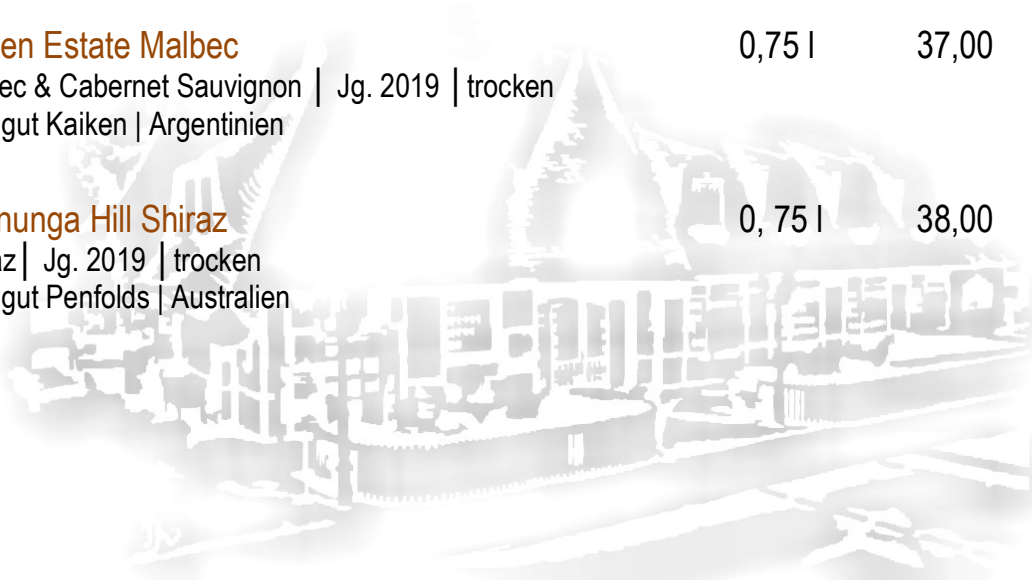 en Estate Malbec 0,75 l 37,00
ec & Cabernet Sauvignon | Jg. 2019 | trocken
gut Kaiken | Argentinien
nunga Hill Shiraz 0, 75 l 38,00
az| Jg. 2019 | trocken
gut Penfolds | Australien